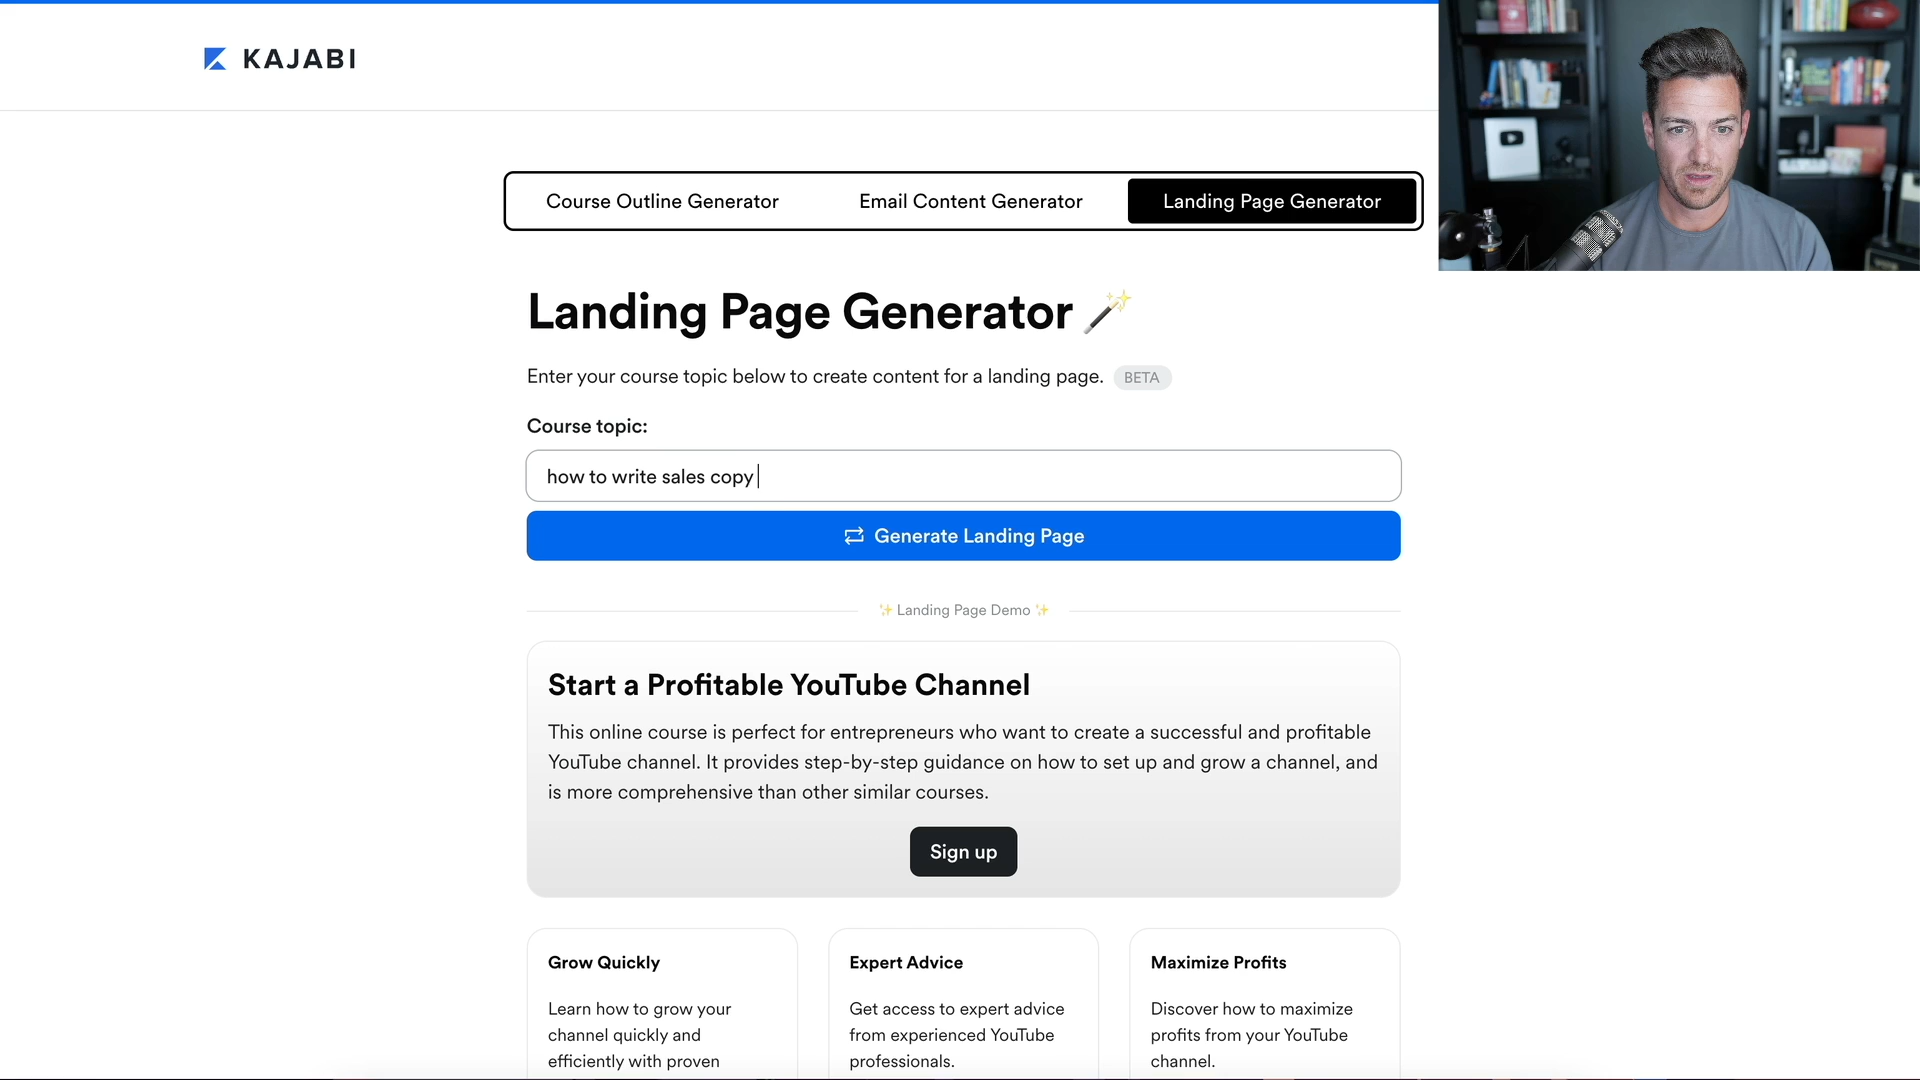 KAJABI
Course Outline Generator
Email Content Generator
Landing Page Generator
Landing Page Generator
Enter your course topic below to create content for a landing page.
BETA
Course topic:
how to write sales copy
Generate Landing Page
Landing Page Demo
Start a Profitable YouTube Channel
This online course is perfect for entrepreneurs who want to create a successful and profitable
YouTube channel. It provides step-by-step guidance on how to set up and grow a channel, and
is more comprehensive than other similar courses.
Sign up
Grow Quickly
Learn how to grow your
channel quickly and
efficiently with proven
Expert Advice
Get access to expert advice
from experienced YouTube
professionals.
Maximize Profits
Discover how to maximize
profits from your YouTube
channel.